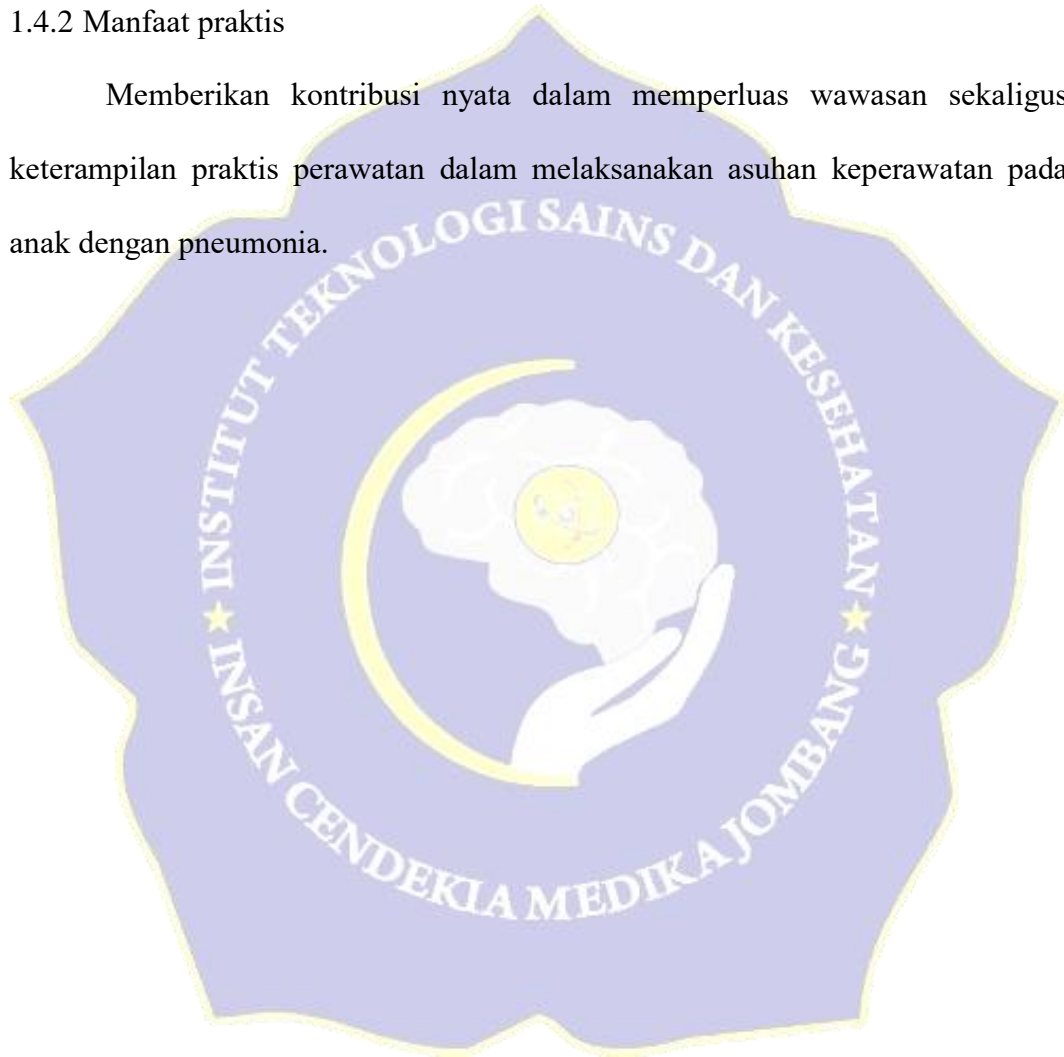 1.4.2 Manfaat praktis
Memberikan kontribusi nyata dalam memperluas wawasan sekaligus
keterampilan praktis perawatan dalam melaksanakan asuhan keperawatan pada
anak dengan pneumonia.
INSTITUT TEKNOLOGI SAINS DAN KESEHATAN
INSAN CENDEKIA MEDIKA JOMBANG